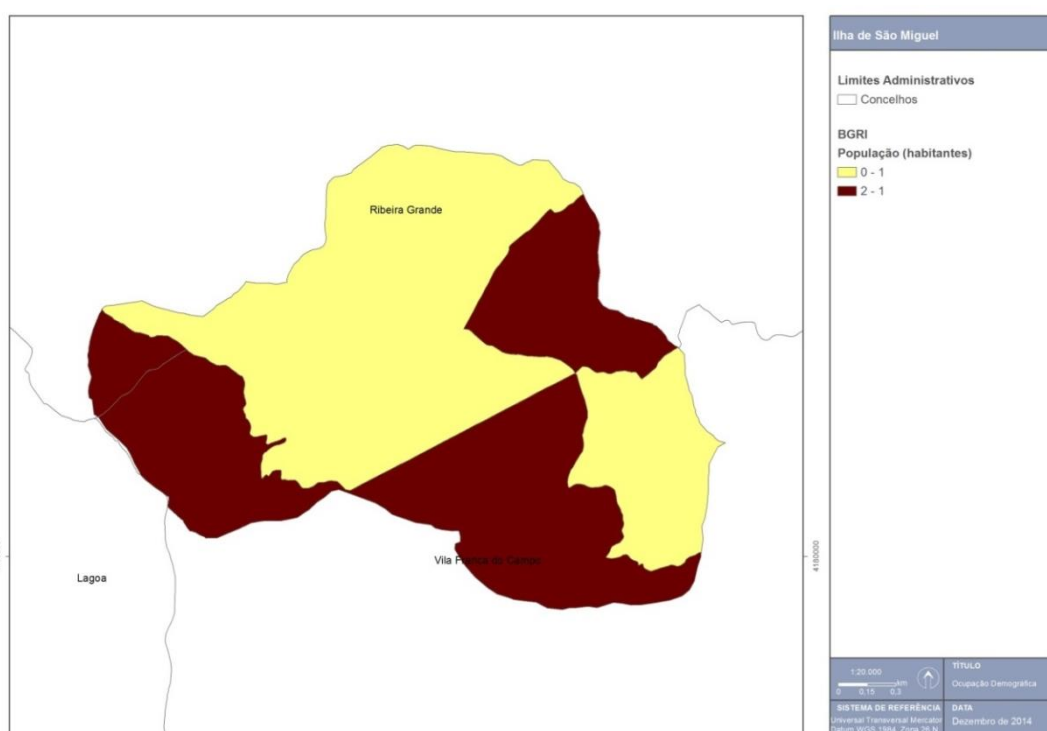 Ilha de São Miguel
Limites Administrativos
Concelhos
BGRI
População (habitantes)
0 - 1
2 - 1
Ribeira Grande
Vila Franca do Campo
Lagoa
4180000
1:20.000
km
0 0,15 0,3
TÍTULO
Ocupação Demográfica
SISTEMA DE REFERÊNCIA
Universal Transversal Mercator
Datum WGS 1984, Zona 26 N
DATA
Dezembro de 2014